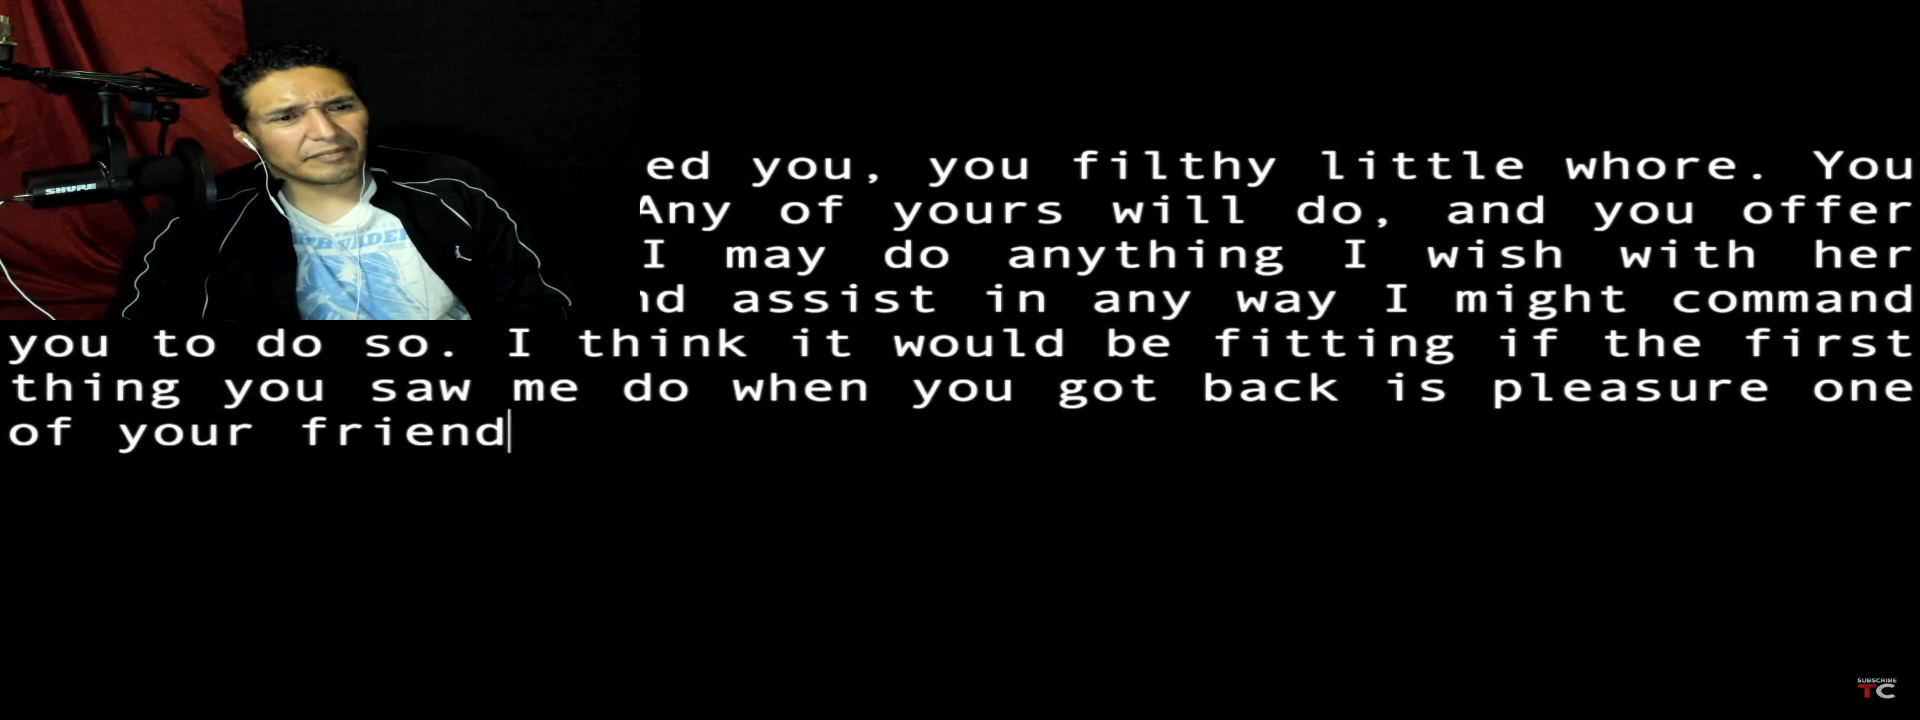 SHURE
ed you, you filthy little whore. You
Any of yours will do, and you offer
I may do anything I wish with her
nd assist in any way I might command
you to do so. I think it would be fitting if the first
thing you saw me do when you got back is pleasure one
of your friend
SUBSCRIBE
TC